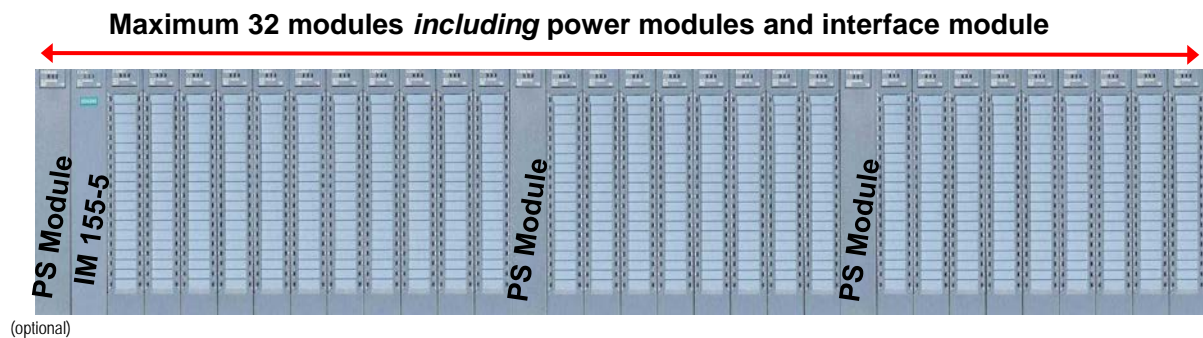 Maximum 32 modules including power modules and interface module
PS Module
IM 155-5
PS Module
PS Module
(optional)